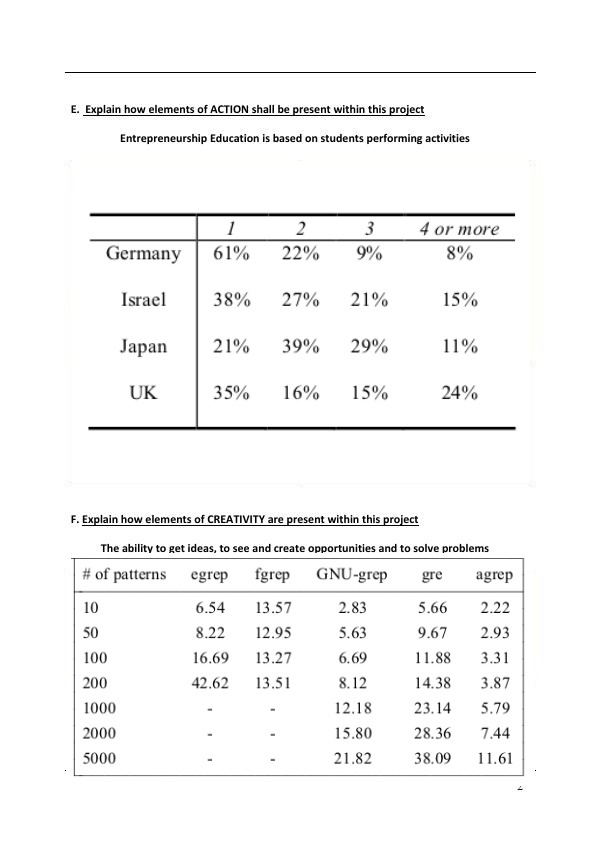 E. Explain how elements of ACTION shall be present within this project
Entrepreneurship Education is based on students performing activities
1 2 3 4 or more
Germany 61% 22% 9% 8%
Israel 38% 27% 21% 15%
Japan 21% 39% 29% 11%
UK 35% 16% 15% 24%
F. Explain how elements of CREATIVITY are present within this project
The ability to get ideas, to see and create opportunities and to solve problems
# of patterns egrep fgrep GNU-grep gre agrep
10 6.54 13.57 2.83 5.66 2.22
50 8.22 12.95 5.63 9.67 2.93
100 16.69 13.27 6.69 11.88 3.31
200 42.62 13.51 8.12 14.38 3.87
1000 - - 12.18 23.14 5.79
2000 - - 15.80 28.36 7.44
5000 - - 21.82 38.09 11.61